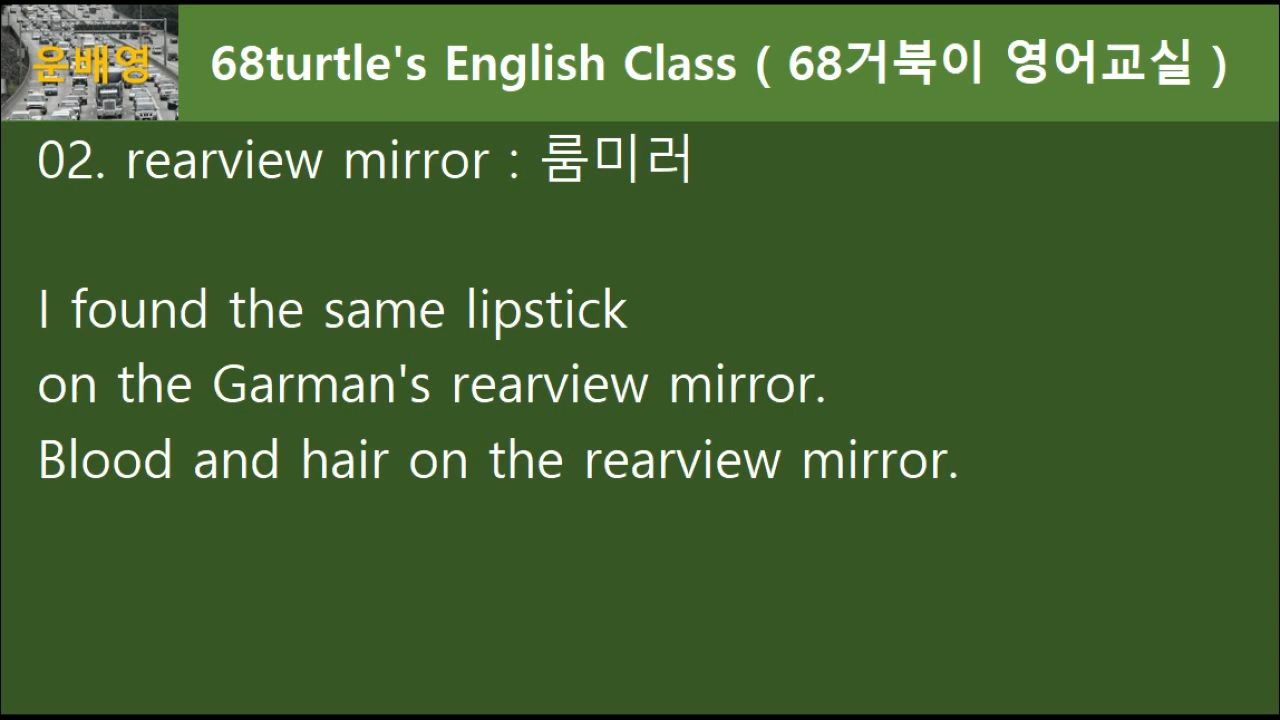 운배영
68turtle's English Class ( 68거북이 영어교실 )
02. rearview mirror : 룸미러
I found the same lipstick
on the Garman's rearview mirror.
Blood and hair on the rearview mirror.